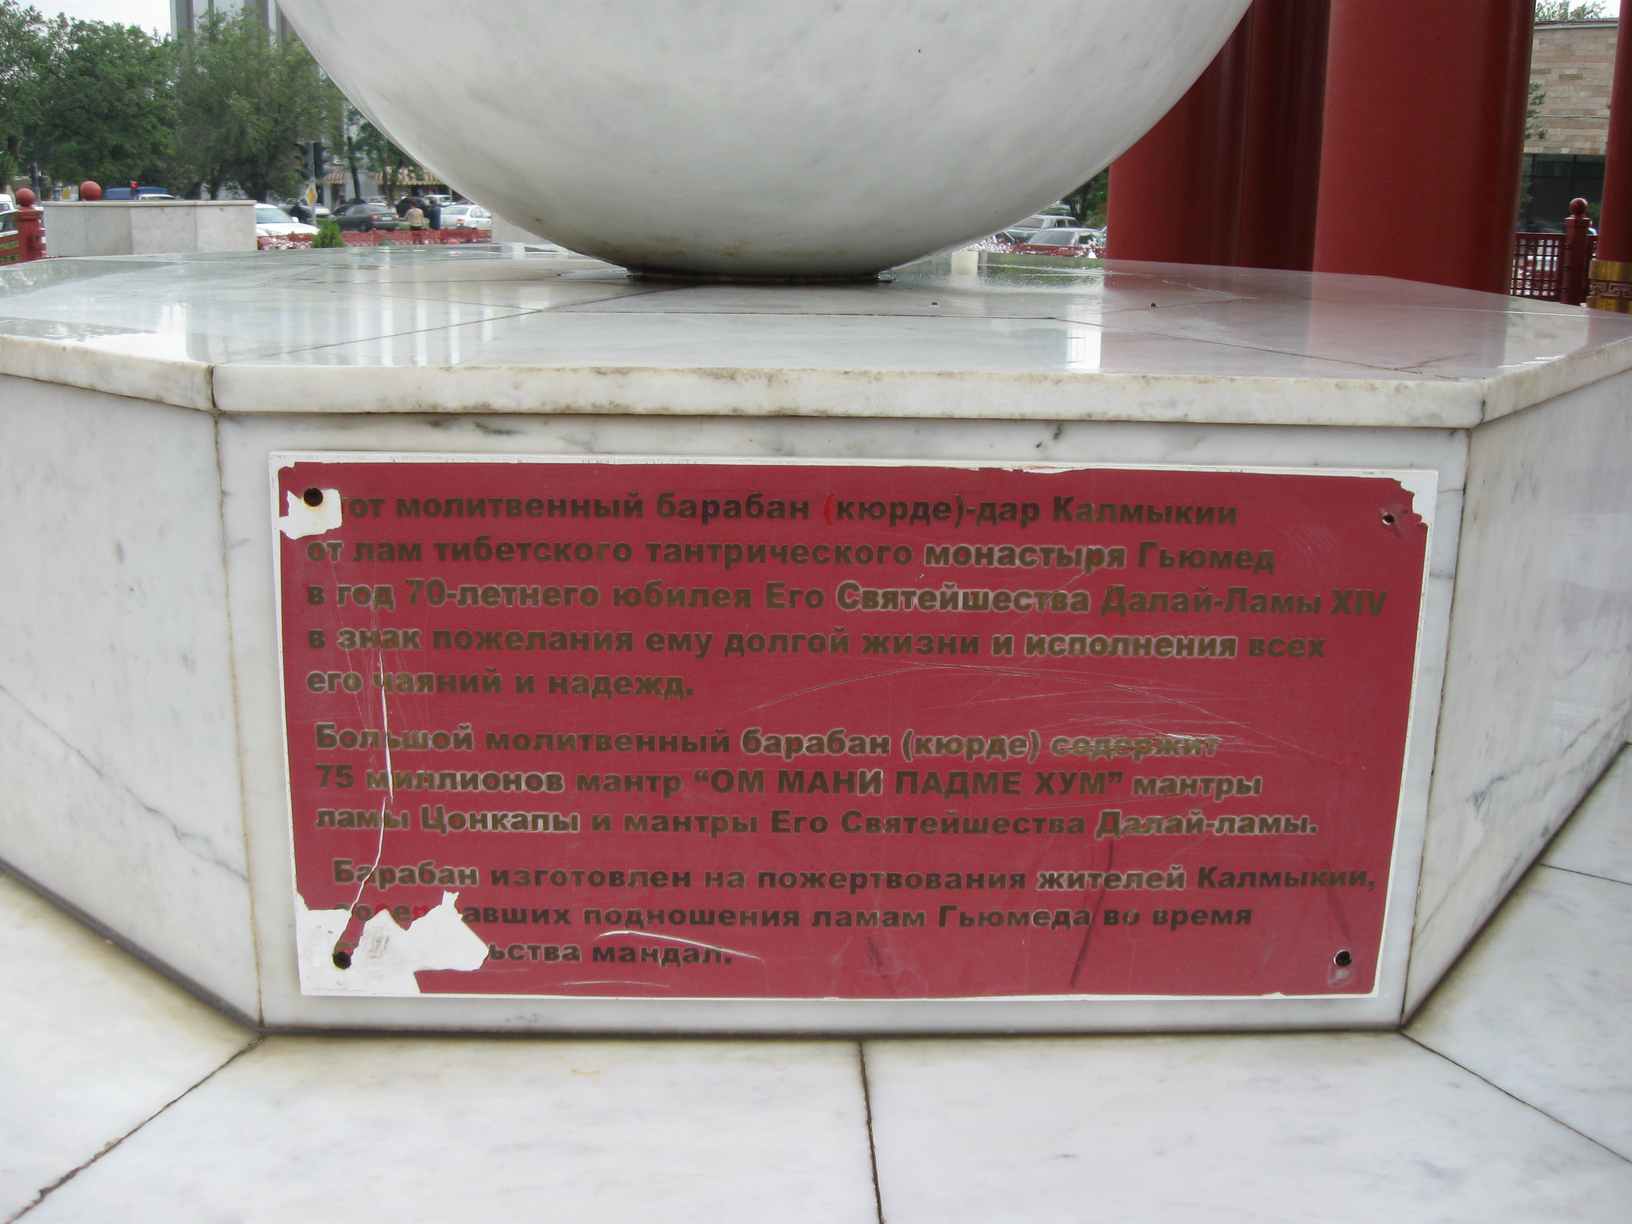 Этот молитвенный барабан (кюрде)-дар Калмыкии
от лам тибетского тантрического монастыря Гьюмед
в год 70-летнего юбилея Его Святейшества Далай-Ламы XIV
в знак пожелания ему долгой жизни и исполнения всех
его чаяний и надежд.
Большой молитвенный барабан (кюрде) содержит
75 миллионов мантр “ОМ МАНИ ПАДМЕ ХУМ” мантры
ламы Цонкапы и мантры Его Святейшества Далай-ламы.
Барабан изготовлен на пожертвования жителей Калмыкии,
подношения ламам Гьюмеда во время
мандал.